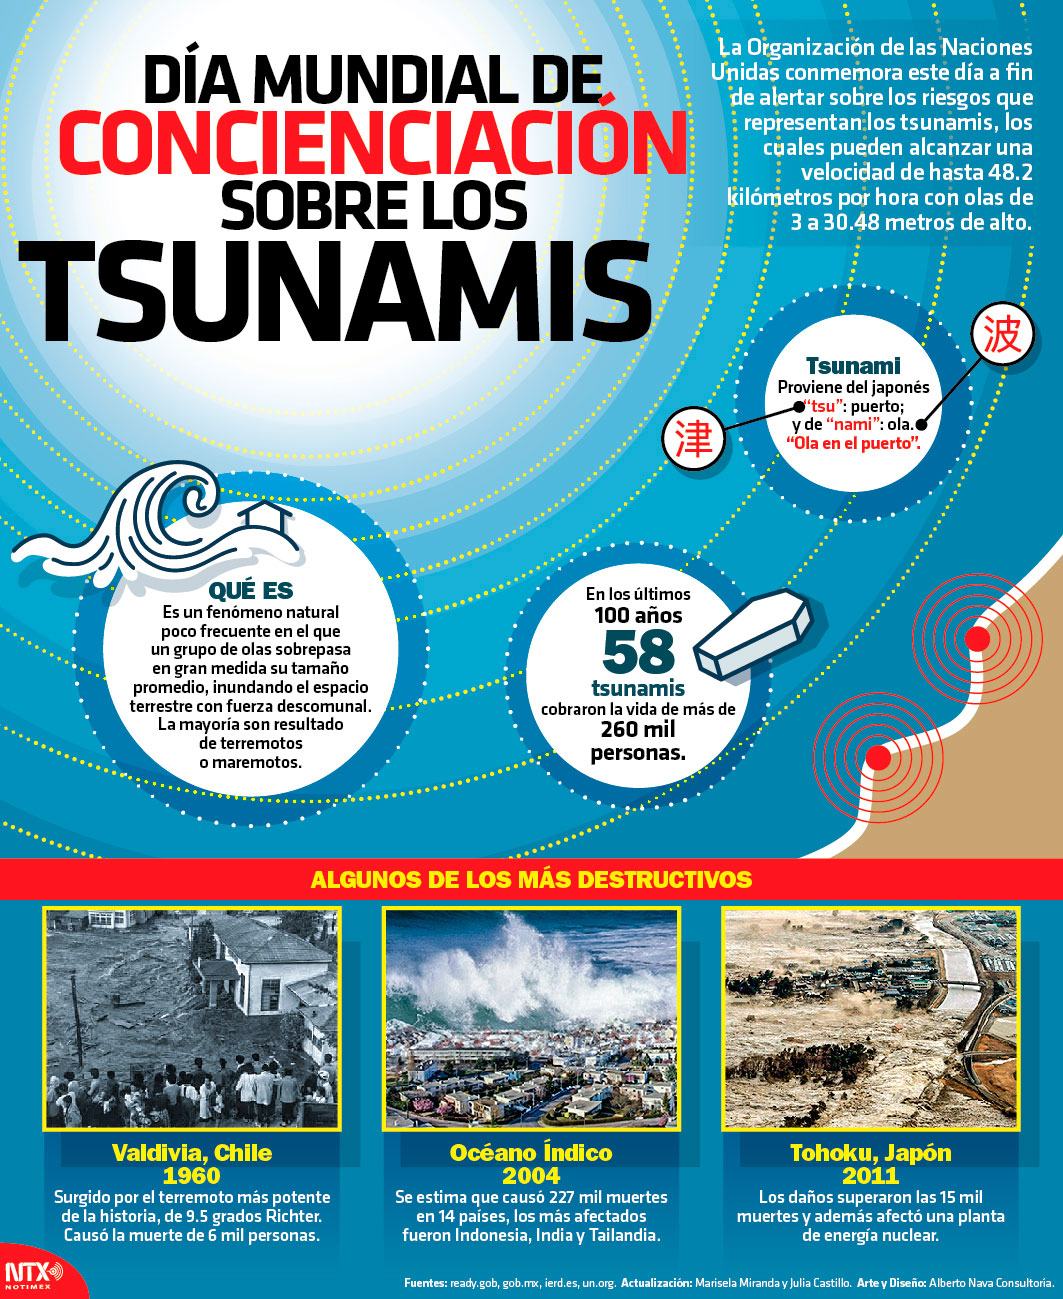 DÍA MUNDIAL DE
CONCIENCIACIÓN
SOBRE LOS
TSUNAMIS
La Organización de las Naciones
Unidas conmemora este día a fin
de alertar sobre los riesgos que
representan los tsunamis, los
cuales pueden alcanzar una
velocidad de hasta 48.2
kilómetros por hora con olas de
3 a 30.48 metros de alto.
波
津
Tsunami
Proviene del japonés
“tsu”: puerto;
y de “nami”: ola.
“Ola en el puerto”.
QUÉ ES
Es un fenómeno natural
poco frecuente en el que
un grupo de olas sobrepasa
en gran medida su tamaño
promedio, inundando el espacio
terrestre con fuerza descomunal.
La mayoría son resultado
de terremotos
o maremotos.
En los últimos
100 años
58
tsunamis
cobraron la vida de más de
260 mil
personas.
ALGUNOS DE LOS MÁS DESTRUCTIVOS
Valdivia, Chile
1960
Surgido por el terremoto más potente
de la historia, de 9.5 grados Richter.
Causó la muerte de 6 mil personas.
Océano Índico
2004
Se estima que causó 227 mil muertes
en 14 países, los más afectados
fueron Indonesia, India y Tailandia.
Tohoku, Japón
2011
Los daños superaron las 15 mil
muertes y además afectó una planta
de energía nuclear.
NTX
NOTIMEX
Fuentes: ready.gob, gob.mx, ierd.es, un.org. Actualización: Marisela Miranda y Julia Castillo. Arte y Diseño: Alberto Nava Consultoria.